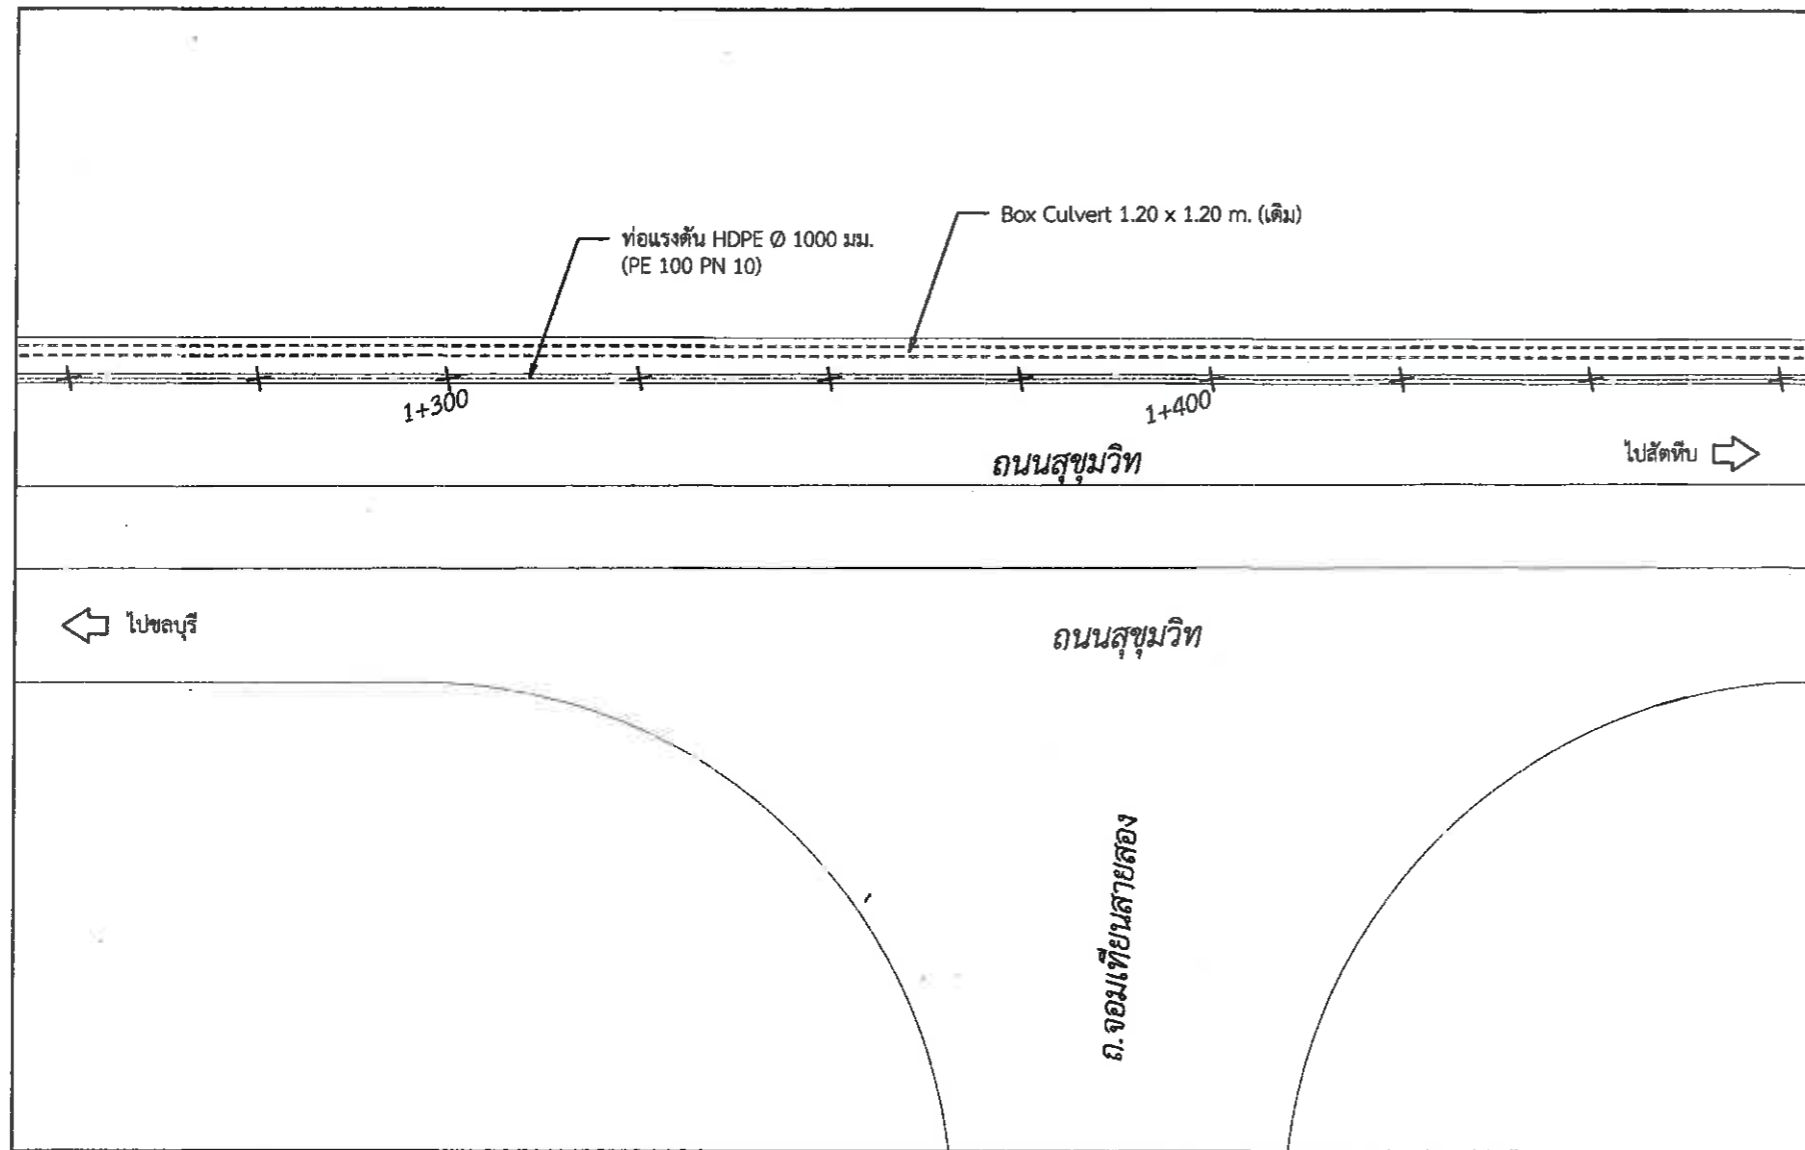 Box Culvert 1.20 x 1.20 m. (เดิม)
ท่อแรงดัน HDPE Ø 1000 มม.
(PE 100 PN 10)
1+300
1+400
ถนนสุขุมวิท
ไปสัตหีบ
ไปชลบุรี
ถนนสุขุมวิท
ถ.จอมเทียนสายสอง